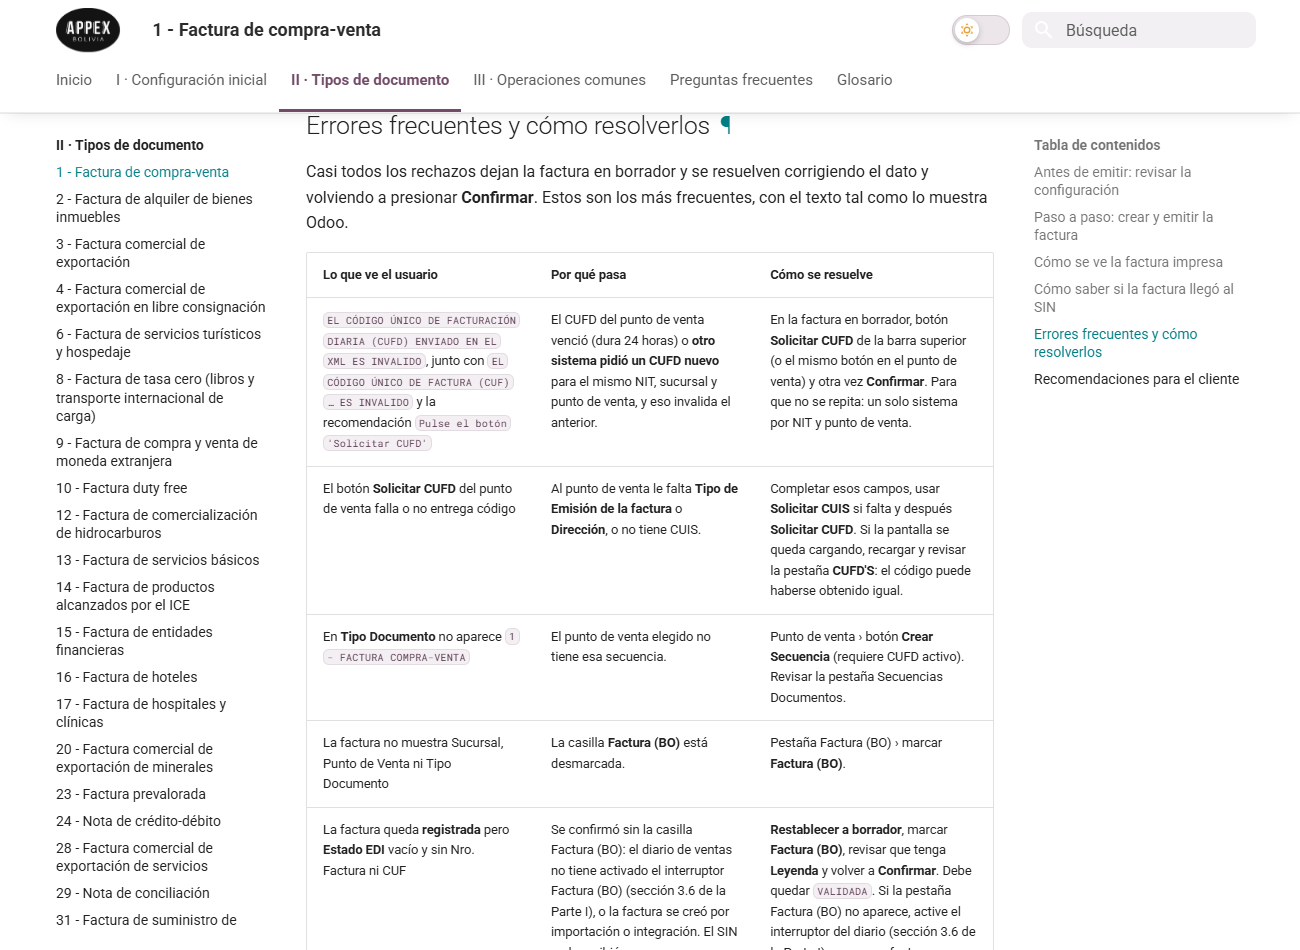 APPEX
BOLIVIA
1 - Factura de compra-venta
Búsqueda
Inicio
I · Configuración inicial
II · Tipos de documento
III · Operaciones comunes
Preguntas frecuentes
Glosario
II · Tipos de documento
1 - Factura de compra-venta
2 - Factura de alquiler de bienes
inmuebles
3 - Factura comercial de
exportación
4 - Factura comercial de
exportación en libre consignación
6 - Factura de servicios turísticos
y hospedaje
8 - Factura de tasa cero (libros y
transporte internacional de
carga)
9 - Factura de compra y venta de
moneda extranjera
10 - Factura duty free
12 - Factura de comercialización
de hidrocarburos
13 - Factura de servicios básicos
14 - Factura de productos
alcanzados por el ICE
15 - Factura de entidades
financieras
16 - Factura de hoteles
17 - Factura de hospitales y
clínicas
20 - Factura comercial de
exportación de minerales
23 - Factura prevalorada
24 - Nota de crédito-débito
28 - Factura comercial de
exportación de servicios
29 - Nota de conciliación
31 - Factura de suministro de
Errores frecuentes y cómo resolverlos ¶
Casi todos los rechazos dejan la factura en borrador y se resuelven corrigiendo el dato y
volviendo a presionar Confirmar. Estos son los más frecuentes, con el texto tal como lo muestra
Odoo.
Lo que ve el usuario
Por qué pasa
Cómo se resuelve
EL CÓDIGO ÚNICO DE FACTURACIÓN
DIARIA (CUFD) ENVIADO EN EL
XML ES INVALIDO, junto con EL
CÓDIGO ÚNICO DE FACTURA (CUF)
… ES INVALIDO y la
recomendación Pulse el botón
'Solicitar CUFD'
El CUFD del punto de venta
venció (dura 24 horas) o otro
sistema pidió un CUFD nuevo
para el mismo NIT, sucursal y
punto de venta, y eso invalida el
anterior.
En la factura en borrador, botón
Solicitar CUFD de la barra superior
(o el mismo botón en el punto de
venta) y otra vez Confirmar. Para
que no se repita: un solo sistema
por NIT y punto de venta.
El botón Solicitar CUFD del punto
de venta falla o no entrega código
Al punto de venta le falta Tipo de
Emisión de la factura o
Dirección, o no tiene CUIS.
Completar esos campos, usar
Solicitar CUIS si falta y después
Solicitar CUFD. Si la pantalla se
queda cargando, recargar y revisar
la pestaña CUFD'S: el código puede
haberse obtenido igual.
En Tipo Documento no aparece 1
- FACTURA COMPRA-VENTA
El punto de venta elegido no
tiene esa secuencia.
Punto de venta › botón Crear
Secuencia (requiere CUFD activo).
Revisar la pestaña Secuencias
Documentos.
La factura no muestra Sucursal,
Punto de Venta ni Tipo
Documento
La casilla Factura (BO) está
desmarcada.
Pestaña Factura (BO) › marcar
Factura (BO).
La factura queda registrada pero
Estado EDI vacío y sin Nro.
Factura ni CUF
Se confirmó sin la casilla
Factura (BO): el diario de ventas
no tiene activado el interruptor
Factura (BO) (sección 3.6 de la
Parte I), o la factura se creó por
importación o integración. El SIN
Restablecer a borrador, marcar
Factura (BO), revisar que tenga
Leyenda y volver a Confirmar. Debe
quedar VALIDADA. Si la pestaña
Factura (BO) no aparece, active el
interruptor del diario (sección 3.6 de
Tabla de contenidos
Antes de emitir: revisar la
configuración
Paso a paso: crear y emitir la
factura
Cómo se ve la factura impresa
Cómo saber si la factura llegó al
SIN
Errores frecuentes y cómo
resolverlos
Recomendaciones para el cliente